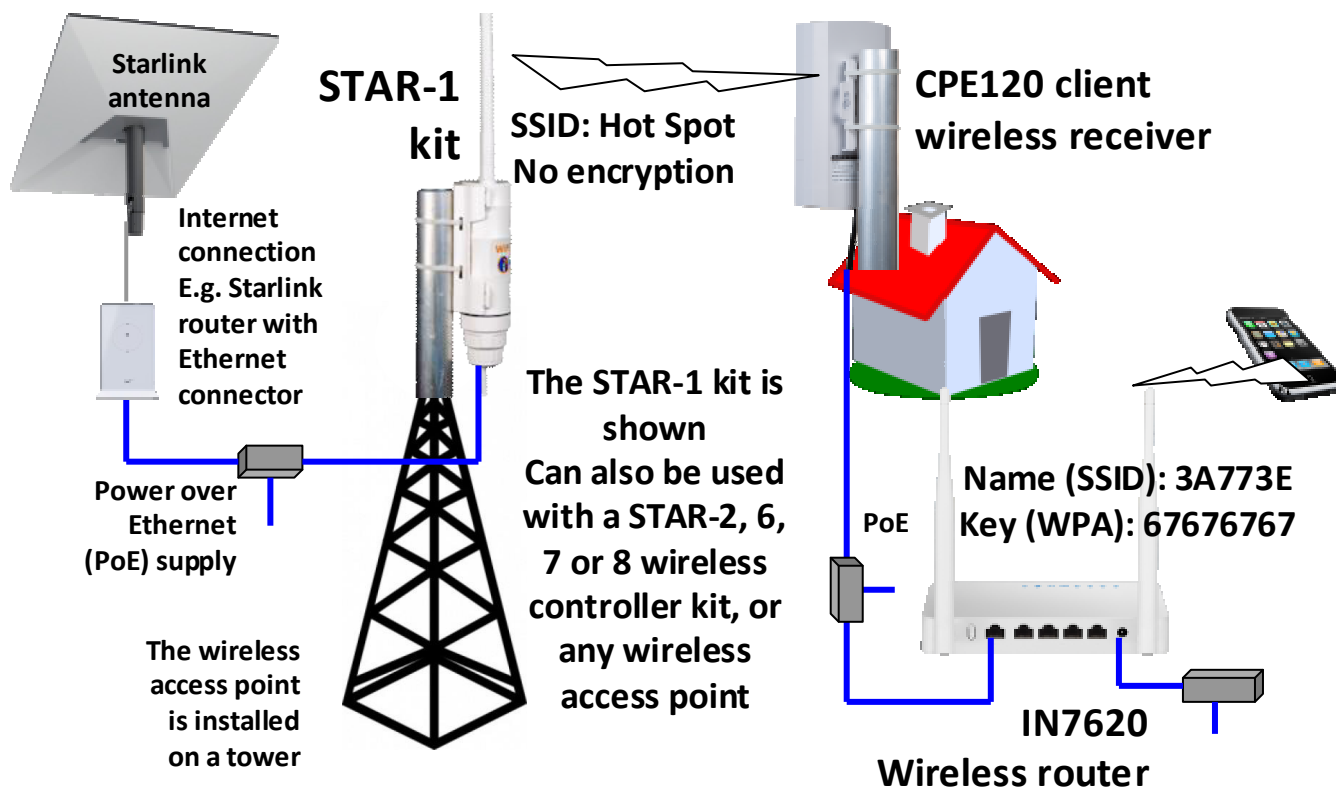 Starlink
antenna
STAR-1
kit
SSID: Hot Spot
No encryption
CPE120 client
wireless receiver
Internet
connection
E.g. Starlink
router with
Ethernet
connector
Power over
Ethernet
(PoE) supply
The STAR-1 kit is
shown
Can also be used
with a STAR-2, 6,
7 or 8 wireless
controller kit, or
any wireless
access point
The wireless
access point
is installed
on a tower
PoE
Name (SSID): 3A773E
Key (WPA): 67676767
IN7620
Wireless router